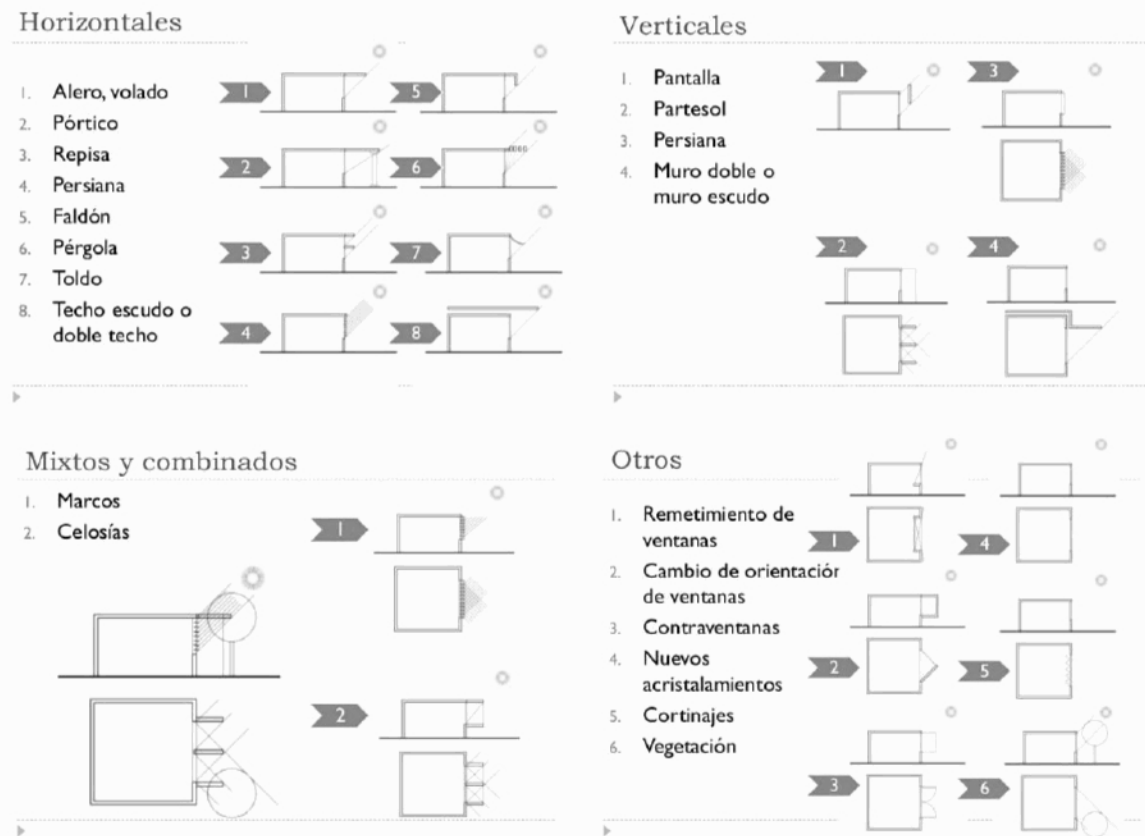 Horizontales
1. Alero, volado
2. Pórtico
3. Repisa
4. Persiana
5. Faldón
6. Pérgola
7. Toldo
8. Techo escudo o
doble techo
1
5
2
6
3
7
4
8
Verticales
1. Pantalla
2. Partesol
3. Persiana
4. Muro doble o
muro escudo
1
3
2
4
Mixtos y combinados
1. Marcos
2. Celosías
1
2
Otros
1. Remetimiento de
ventanas
2. Cambio de orientación
de ventanas
3. Contraventanas
4. Nuevos
acristalamientos
5. Cortinajes
6. Vegetación
1
4
2
5
3
6